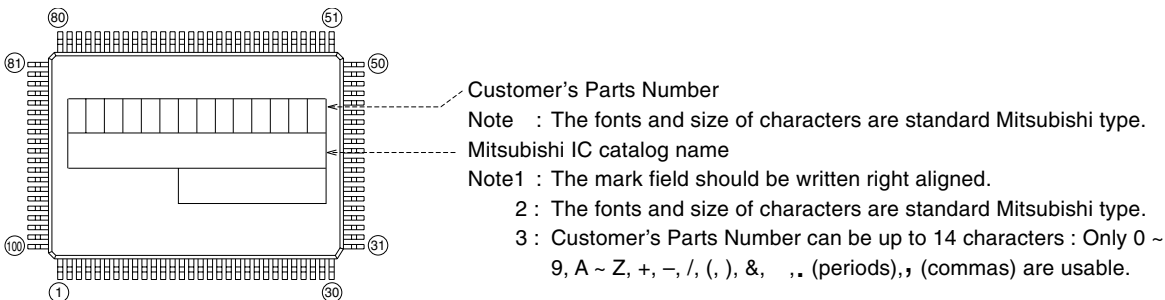 80 51
81 50
Customer's Parts Number
Note : The fonts and size of characters are standard Mitsubishi type.
Mitsubishi IC catalog name
Note1 : The mark field should be written right aligned.
2 : The fonts and size of characters are standard Mitsubishi type.
3 : Customer's Parts Number can be up to 14 characters : Only 0 ~
9, A ~ Z, +, –, /, (, ), &, ,. (periods),, (commas) are usable.
100 31
1 30